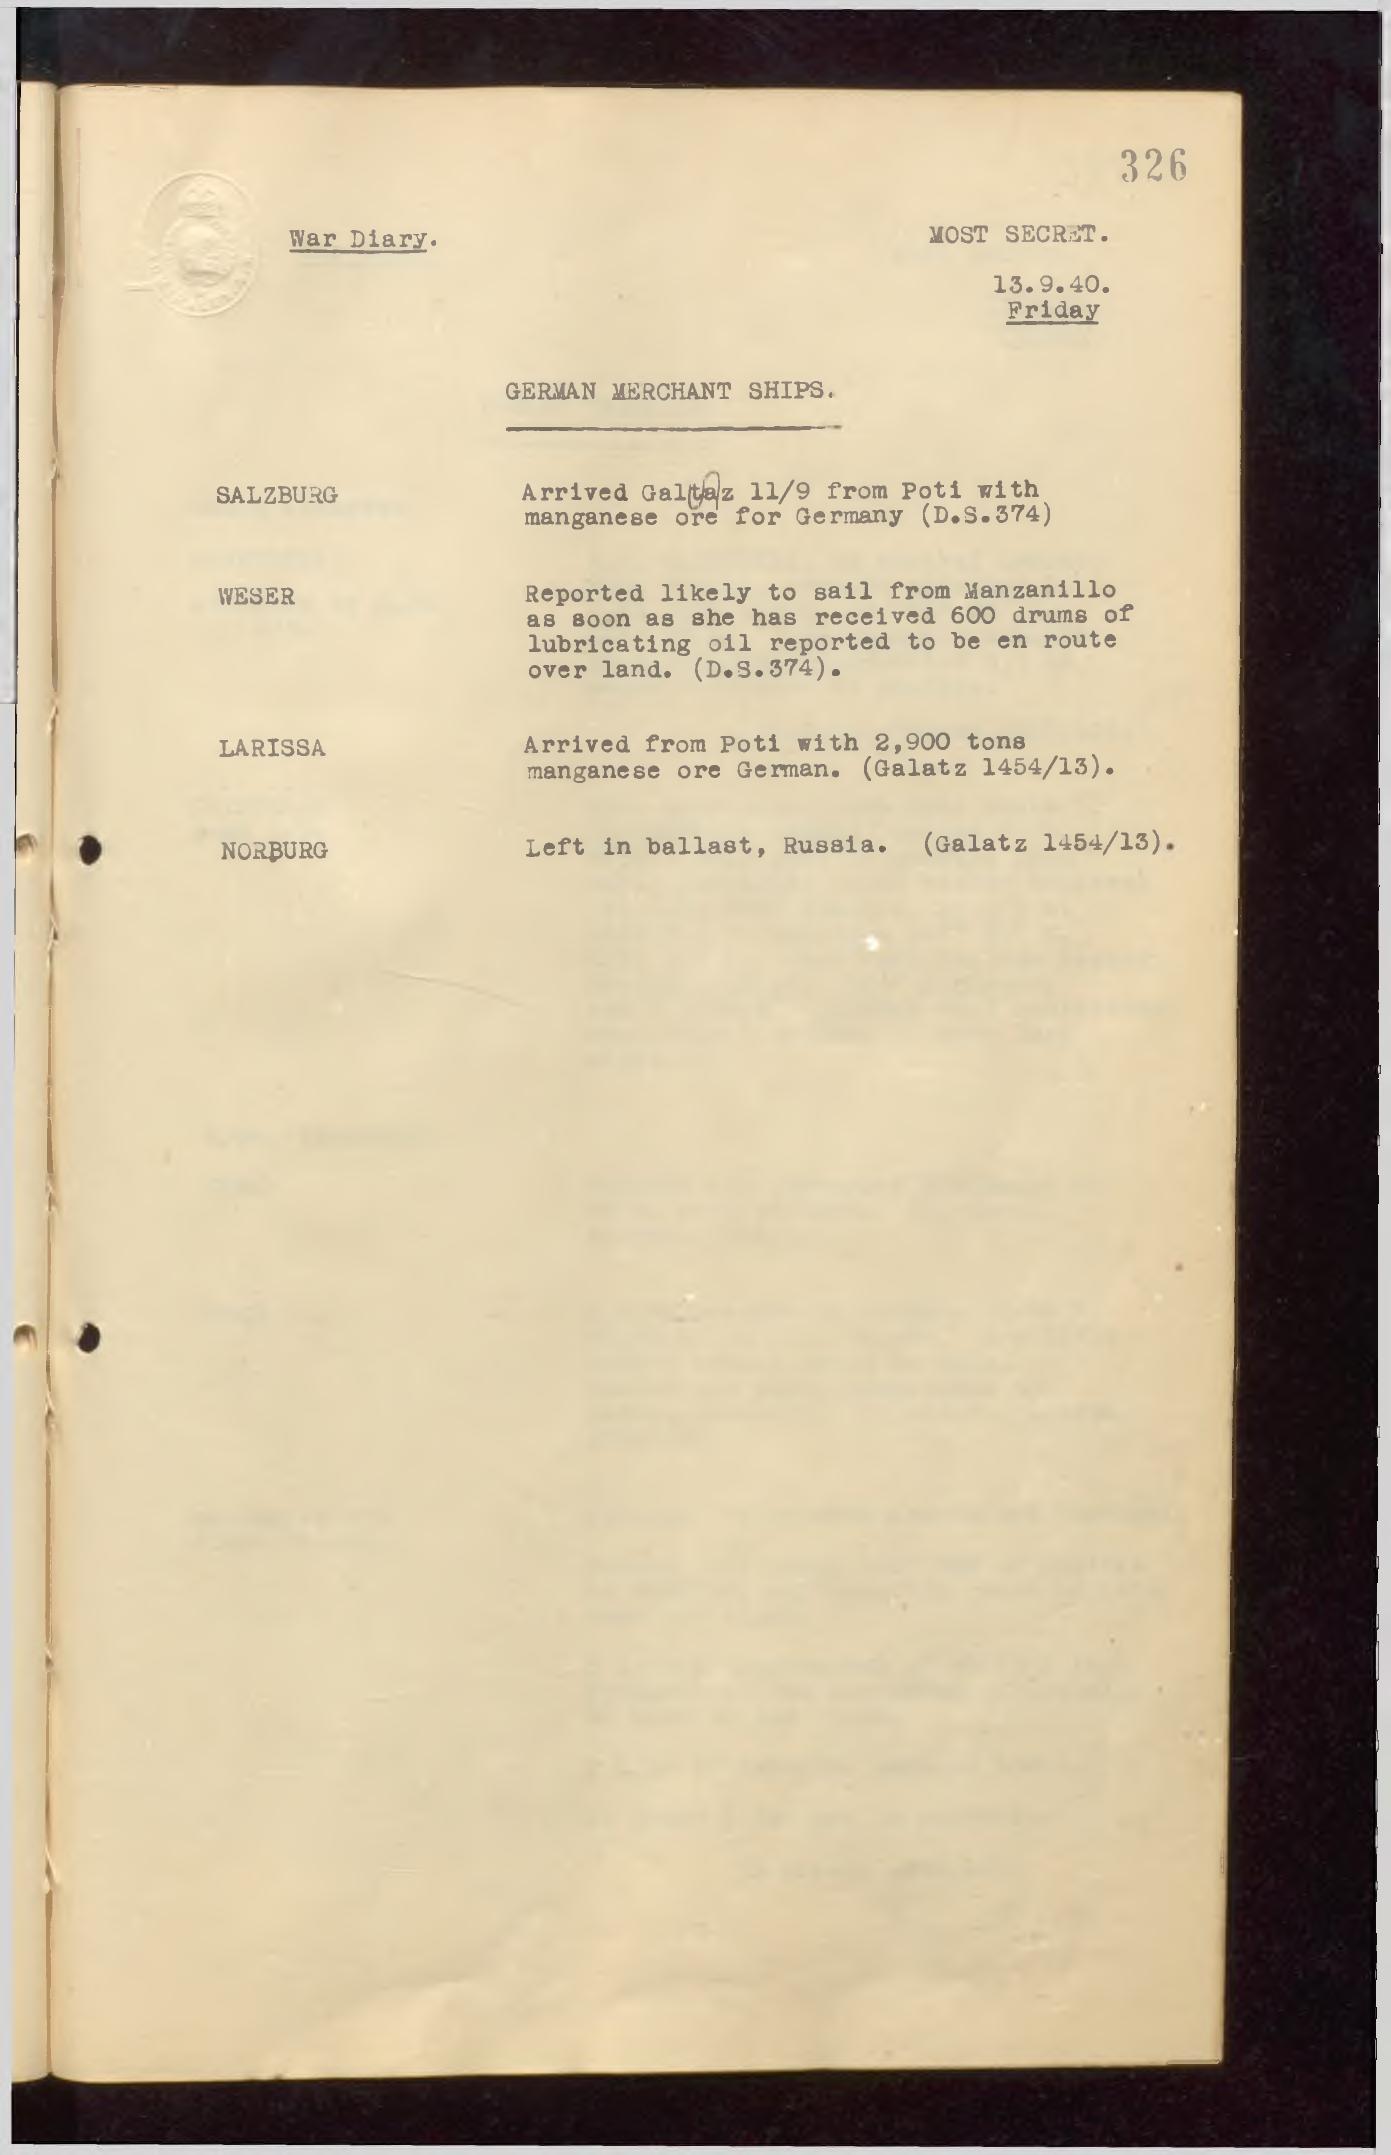 326
War Diary.
MOST SECRET.
13.9.40.
Friday
GERMAN MERCHANT SHIPS.
SALZBURG
Arrived Galtaz 11/9 from Poti with
manganese ore for Germany (D.S.374)
WESER
Reported likely to sail from Manzanillo
as soon as she has received 600 drums of
lubricating oil reported to be en route
over land. (D.S.374).
LARISSA
Arrived from Poti with 2,900 tons
manganese ore German. (Galatz 1454/13).
NORBURG
Left in ballast, Russia. (Galatz 1454/13).